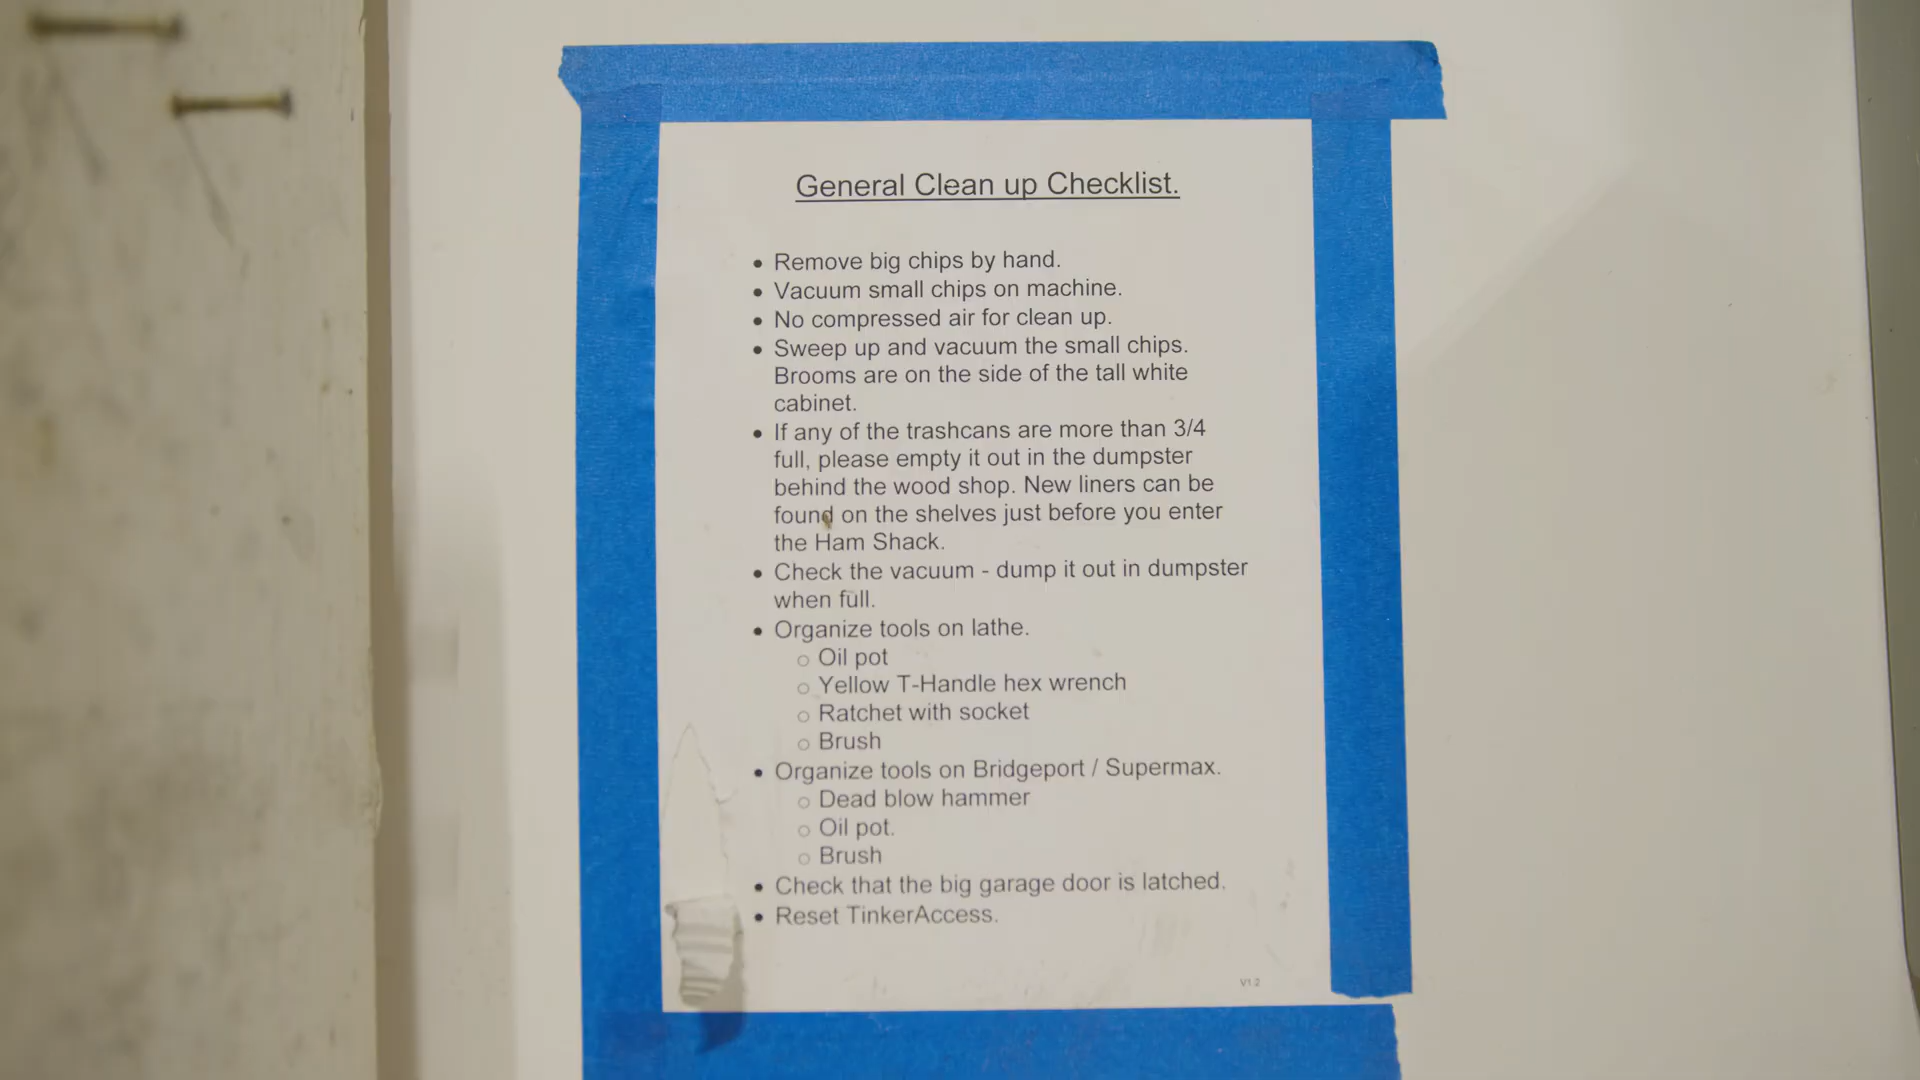 General Clean up Checklist.
• Remove big chips by hand.
• Vacuum small chips on machine.
• No compressed air for clean up.
• Sweep up and vacuum the small chips.
Brooms are on the side of the tall white
cabinet.
• If any of the trashcans are more than 3/4
full, please empty it out in the dumpster
behind the wood shop. New liners can be
found on the shelves just before you enter
the Ham Shack.
• Check the vacuum - dump it out in dumpster
when full.
• Organize tools on lathe.
○ Oil pot
○ Yellow T-Handle hex wrench
○ Ratchet with socket
○ Brush
• Organize tools on Bridgeport / Supermax.
○ Dead blow hammer
○ Oil pot.
○ Brush
• Check that the big garage door is latched.
• Reset TinkerAccess.
V1.2